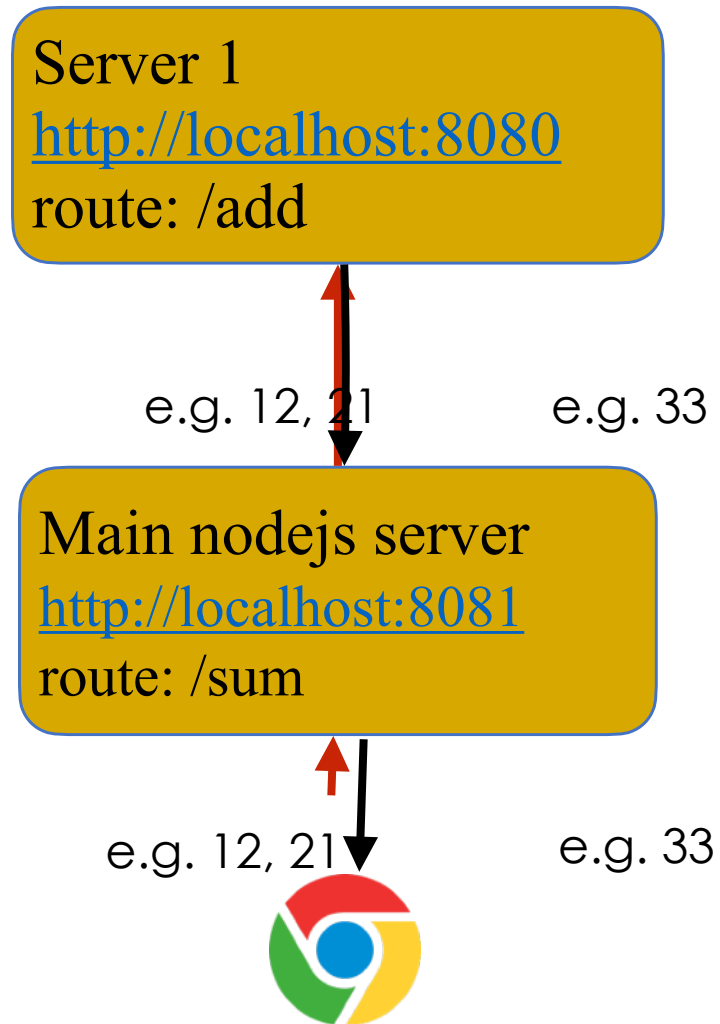 Server 1
http://localhost:8080
route: /add
e.g. 12, 21
e.g. 33
Main nodejs server
http://localhost:8081
route: /sum
e.g. 12, 21
e.g. 33